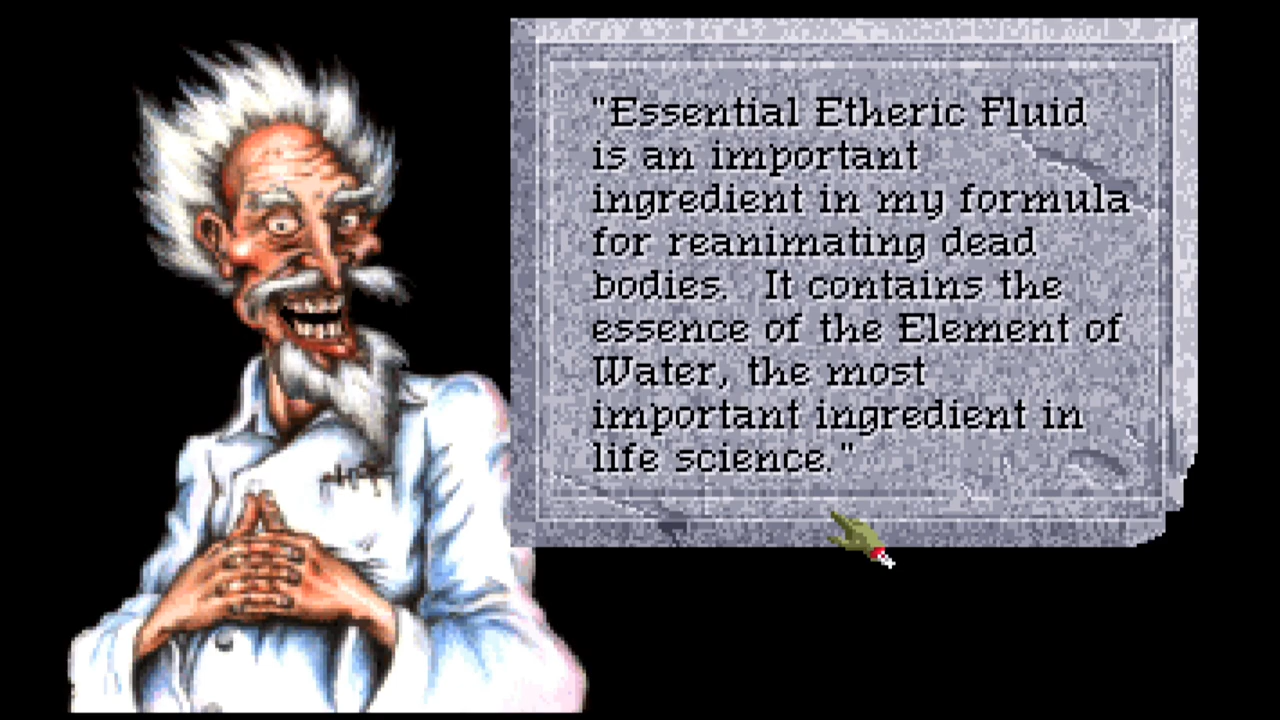 "Essential Etheric Fluid
is an important
ingredient in my formula
for reanimating dead
bodies.  It contains the
essence of the Element of
Water, the most
important ingredient in
life science."